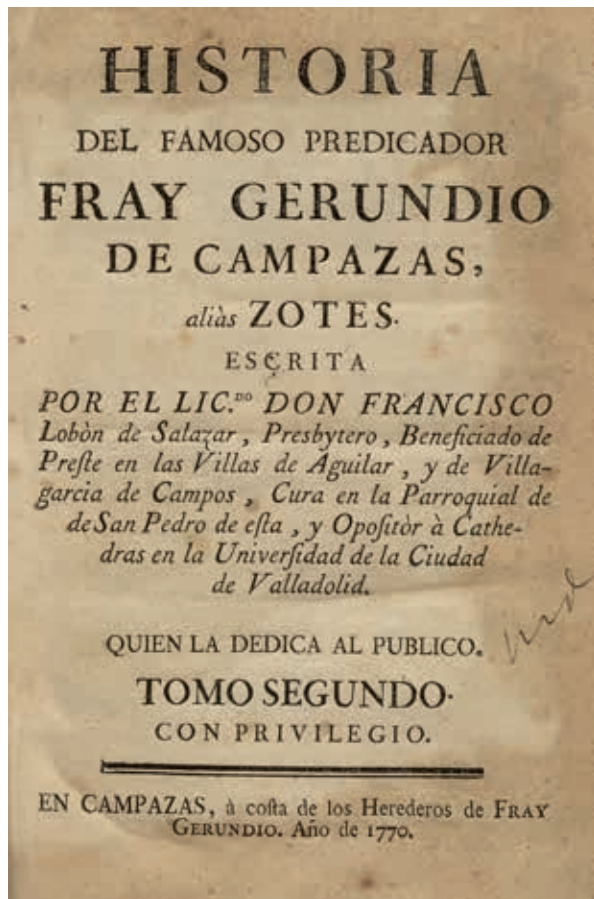 HISTORIA
DEL FAMOSO PREDICADOR
FRAY GERUNDIO
DE CAMPAZAS,
aliàs ZOTES.
ESCRITA
POR EL LIC.DO DON FRANCISCO
Lobòn de Salazar, Presbytero, Beneficiado de
Preſte en las Villas de Aguilar, y de Villa-
garcia de Campos, Cura en la Parroquial de
de San Pedro de eſta, y Opoſitòr à Cathe-
dras en la Univerſidad de la Ciudad
de Valladolid.
QUIEN LA DEDICA AL PUBLICO.
TOMO SEGUNDO.
CON PRIVILEGIO.
EN CAMPAZAS, à coſta de los Herederos de FRAY
GERUNDIO. Año de 1770.